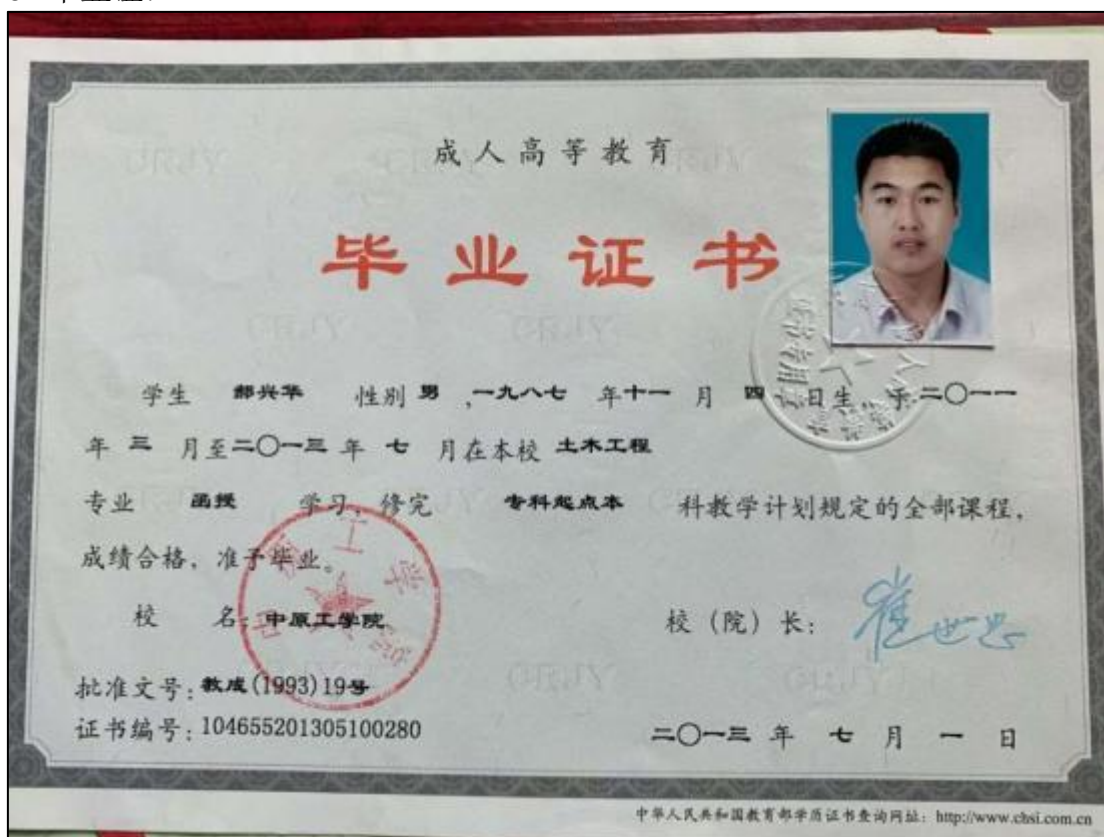 成人高等教育
毕业证书
学生 郝兴华 性别 男 ,一九八七 年十一 月 四 日生,于二〇一一
年 三 月至二〇一三 年 七 月在本校 土木工程
专业 函授 学习,修完 专科起点本 科教学计划规定的全部课程,
成绩合格,准予毕业。
校 名:中原工学院
校(院)长:崔世忠
批准文号:教成(1993)19号
证书编号:104655201305100280
二〇一三 年 七 月 一 日
中华人民共和国教育部学历证书查询网址:http://www.chsi.com.cn